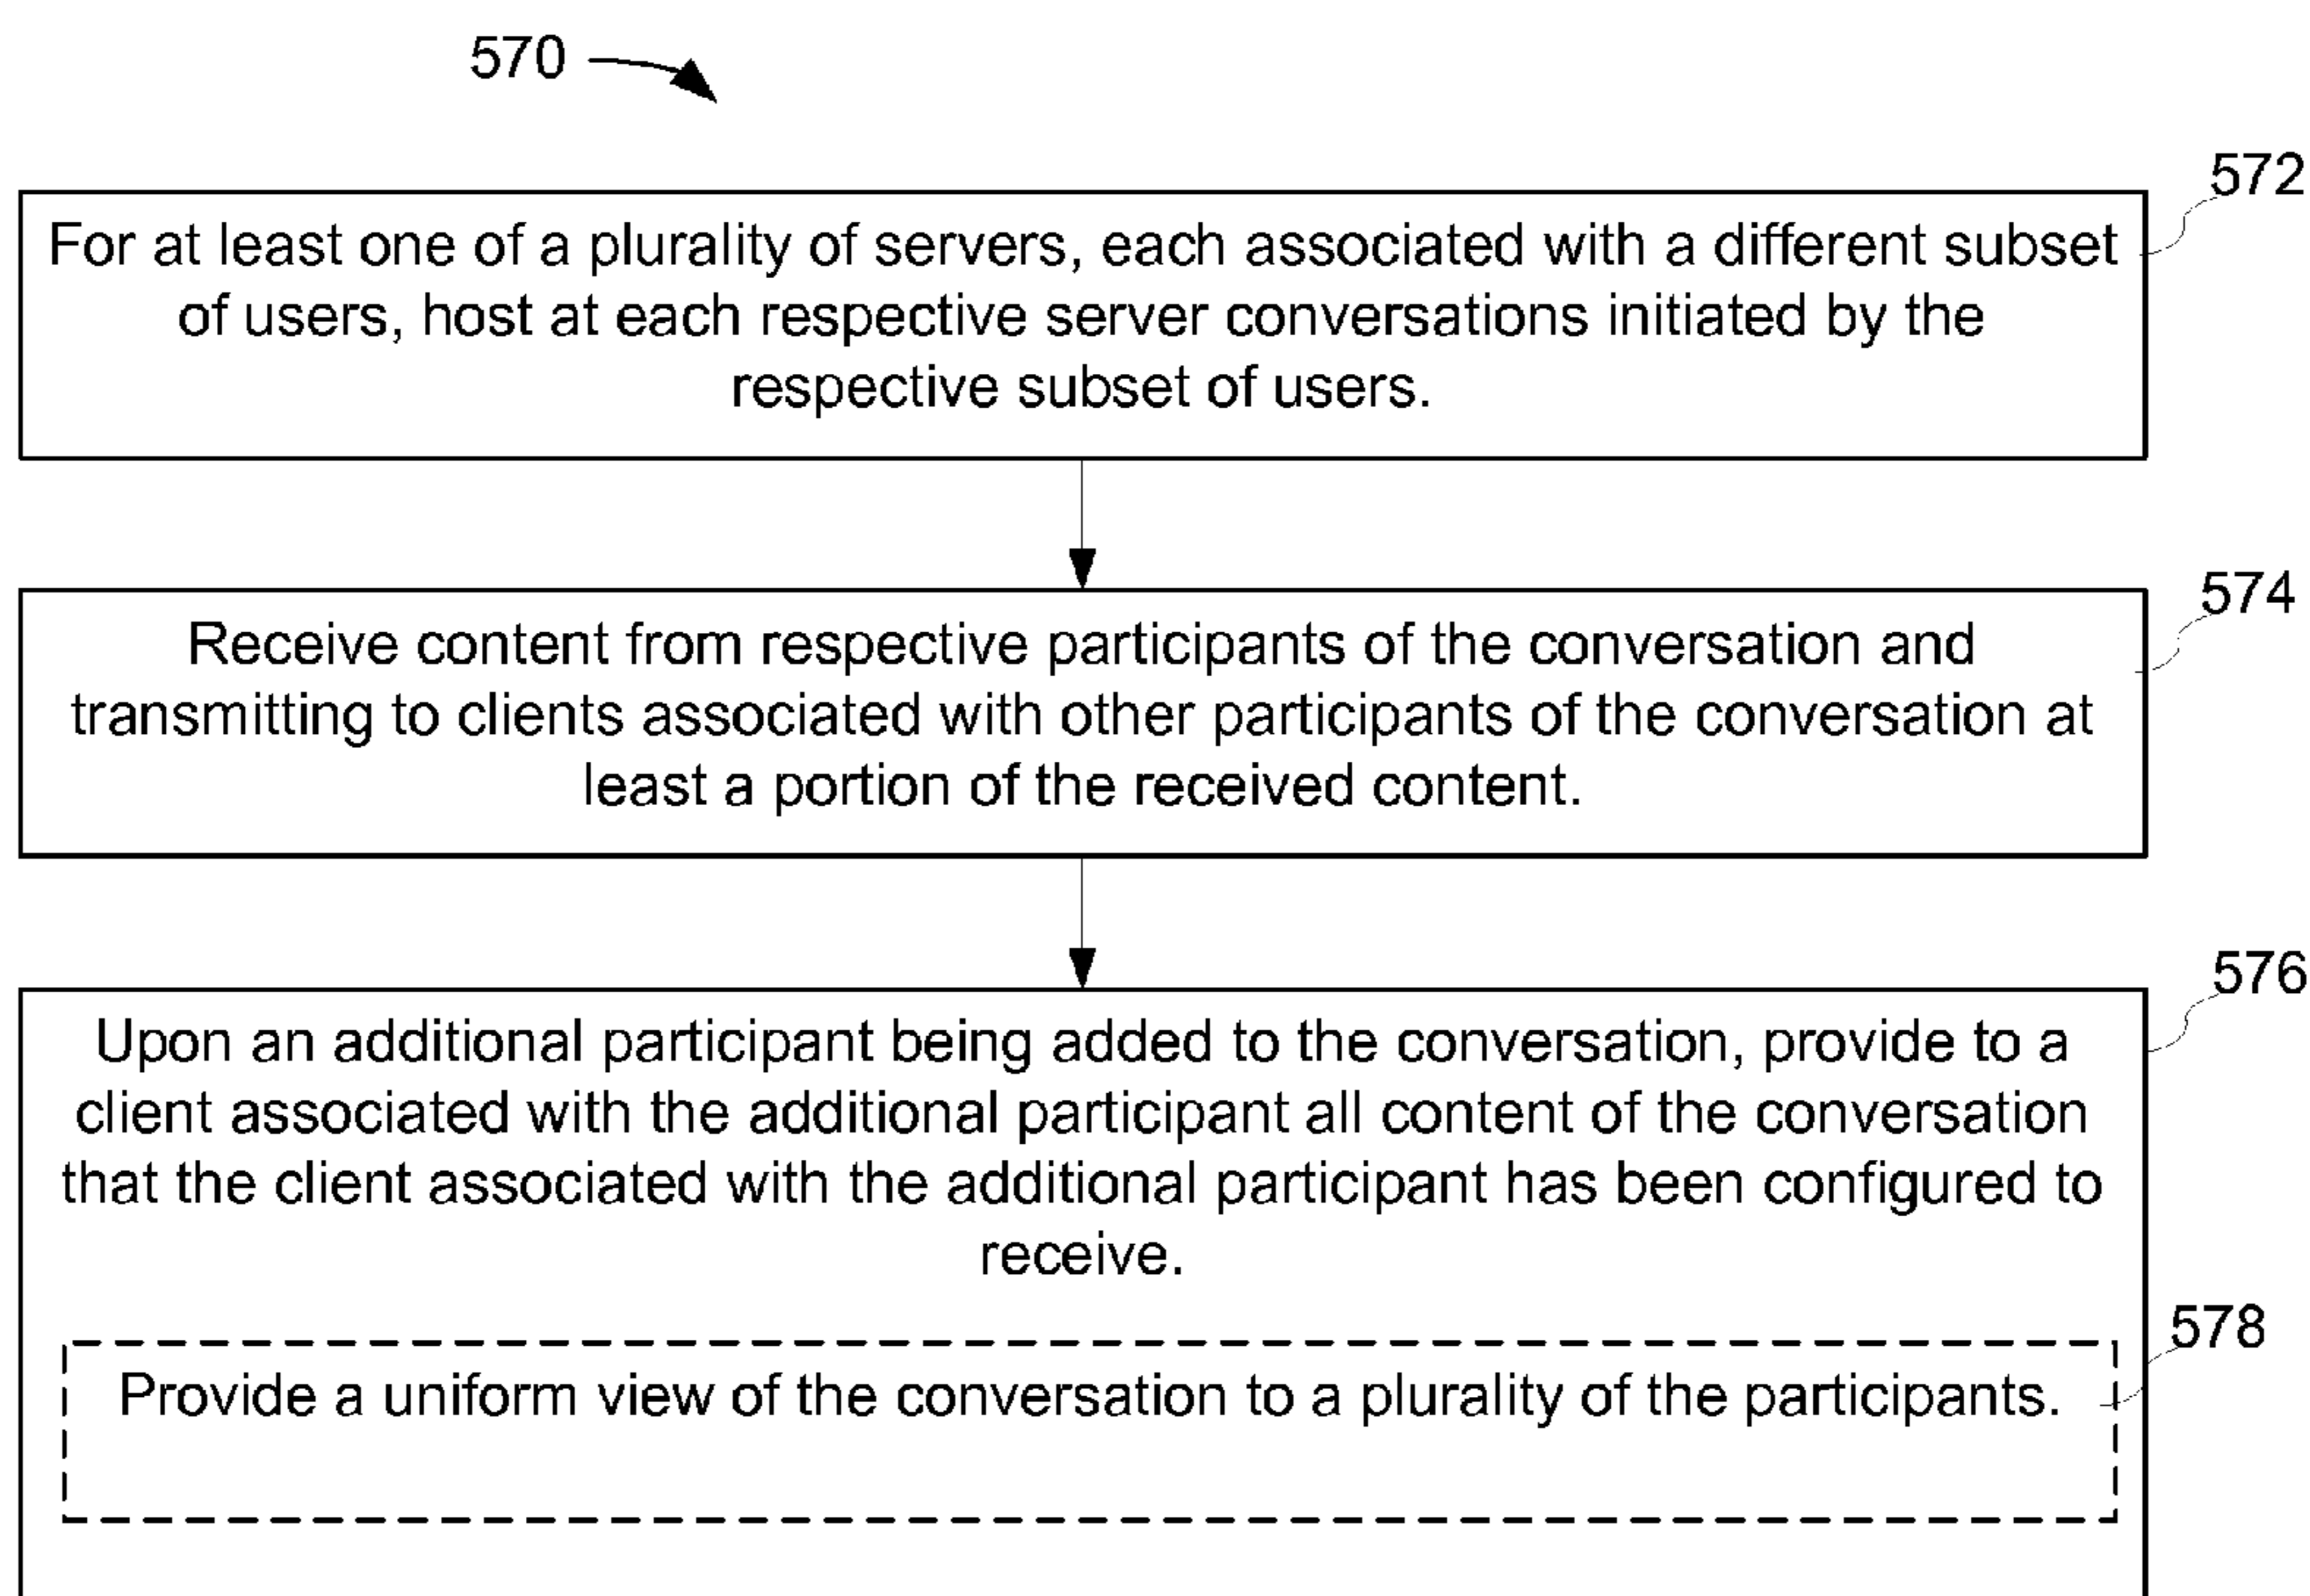 570
572
For at least one of a plurality of servers, each associated with a different subset
of users, host at each respective server conversations initiated by the
respective subset of users.
574
Receive content from respective participants of the conversation and
transmitting to clients associated with other participants of the conversation at
least a portion of the received content.
576
Upon an additional participant being added to the conversation, provide to a
client associated with the additional participant all content of the conversation
that the client associated with the additional participant has been configured to
receive.
578
Provide a uniform view of the conversation to a plurality of the participants.